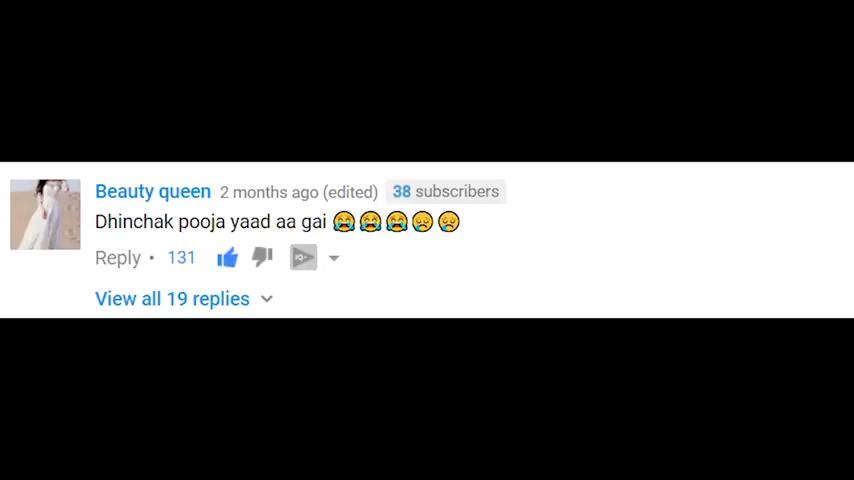 Beauty queen 2 months ago (edited) 38 subscribers
Dhinchak pooja yaad aa gai 😂😂😂😢😢
Reply • 131
View all 19 replies